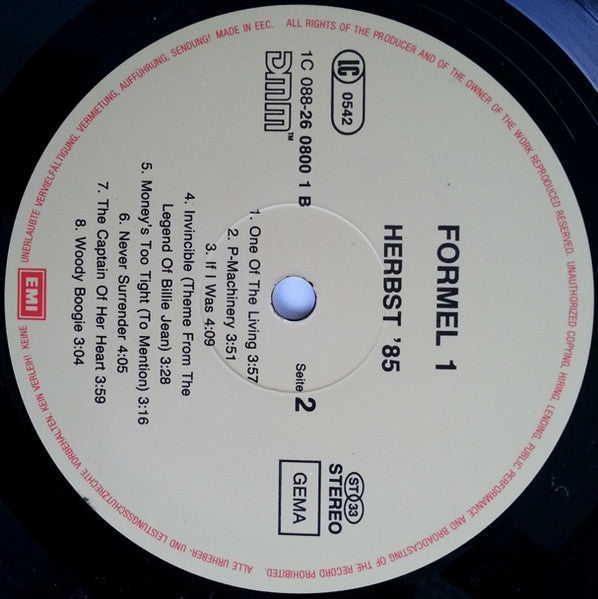 FORMEL 1
HERBST '85
LC
0542
1C 088-26 0800 1 B
DMM™
Seite 2
ST 33
STEREO
GEMA
1. One Of The Living 3:57
2. P-Machinery 3:51
3. If I Was 4:09
4. Invincible (Theme From The
Legend Of Billie Jean) 3:28
5. Money's Too Tight (To Mention) 3:16
6. Never Surrender 4:05
7. The Captain Of Her Heart 3:59
8. Woody Boogie 3:04
EMI
ALL RIGHTS OF THE PRODUCER AND OF THE OWNER OF THE WORK REPRODUCED RESERVED. UNAUTHORIZED COPYING, HIRING, LENDING, PUBLIC PERFORMANCE AND BROADCASTING OF THE RECORD PROHIBITED.
ALLE URHEBER- UND LEISTUNGSSCHUTZRECHTE VORBEHALTEN. KEIN VERLEIH! KEINE UNERLAUBTE VERVIELFÄLTIGUNG, VERMIETUNG, AUFFÜHRUNG, SENDUNG! MADE IN EEC.